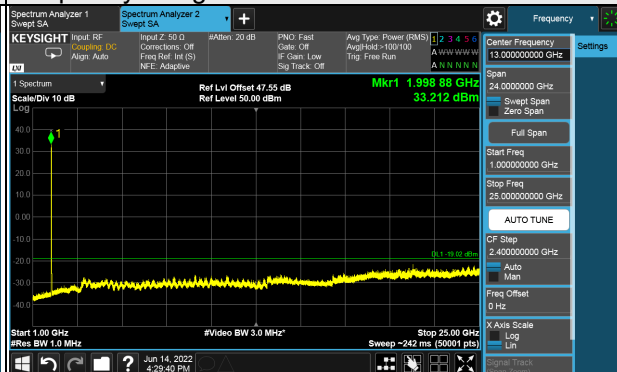 Spectrum Analyzer 1
Swept SA
Spectrum Analyzer 2
Swept SA
Frequency
KEYSIGHT
Input: RF
Coupling: DC
Align: Auto
Input Z: 50 Ω
Corrections: Off
Freq Ref: Int (S)
NFE: Adaptive
#Atten: 20 dB
PNO: Fast
Gate: Off
IF Gain: Low
Sig Track: Off
Avg Type: Power (RMS)
Avg|Hold:>100/100
Trig: Free Run
1 2 3 4 5 6
A W W W W W
A N N N N N
LXI
1 Spectrum
Scale/Div 10 dB
Log
Ref Lvl Offset 47.55 dB
Ref Level 50.00 dBm
Mkr1 1.998 88 GHz
33.212 dBm
1
40.0
30.0
20.0
10.0
0.00
-10.0
-20.0
-30.0
-40.0
DL1 -19.02 dBm
Start 1.00 GHz
#Res BW 1.0 MHz
#Video BW 3.0 MHz*
Stop 25.00 GHz
Sweep ~242 ms (50001 pts)
Jun 14, 2022
4:29:40 PM
Center Frequency
13.000000000 GHz
Settings
Span
24.0000000 GHz
Swept Span
Zero Span
Full Span
Start Freq
1.000000000 GHz
Stop Freq
25.000000000 GHz
AUTO TUNE
CF Step
2.400000000 GHz
Auto
Man
Freq Offset
0 Hz
X Axis Scale
Log
Lin
Signal Track